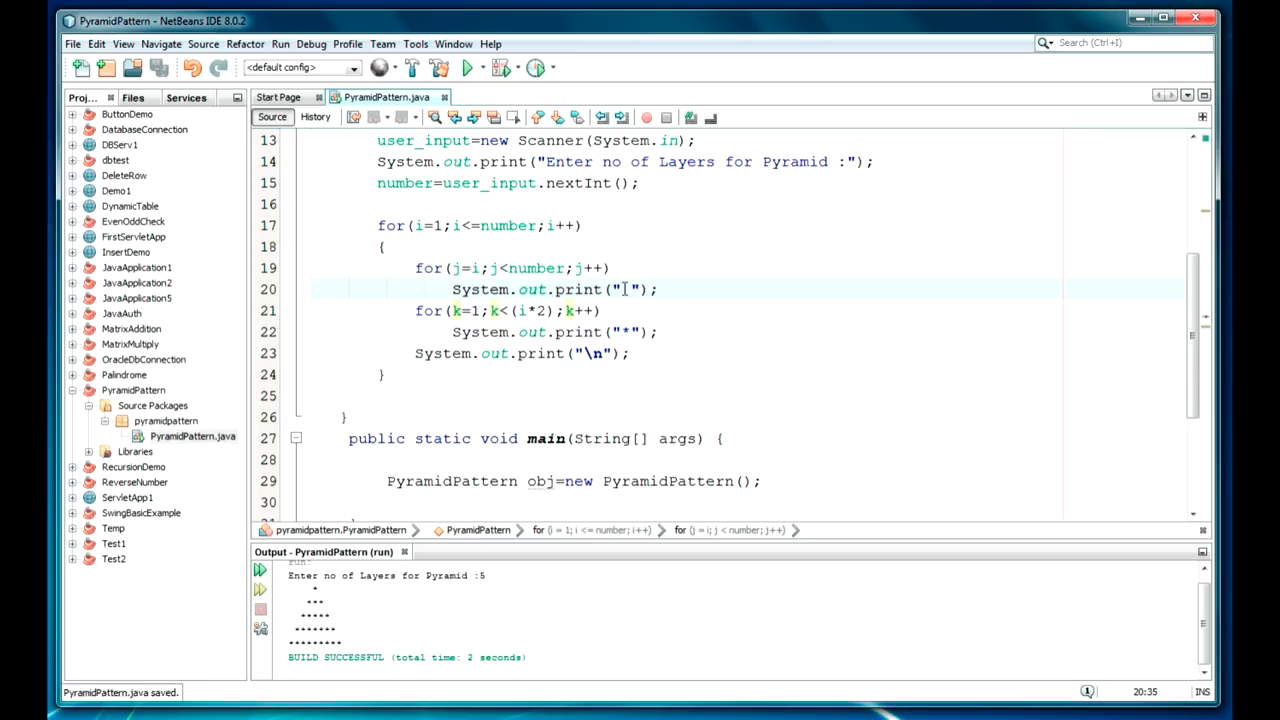 PyramidPattern - NetBeans IDE 8.0.2
File Edit View Navigate Source Refactor Run Debug Profile Team Tools Window Help
Search (Ctrl+I)
<default config>
Proj... Files Services
Start Page PyramidPattern.java
Source History
ButtonDemo
DatabaseConnection
DBServ1
dbtest
DeleteRow
Demo1
DynamicTable
EvenOddCheck
FirstServletApp
InsertDemo
JavaApplication1
JavaApplication2
JavaApplication5
JavaAddition
MatrixAddition
MatrixMultiply
OracleDbConnection
Palindrome
PyramidPattern
Source Packages
pyramidpattern
PyramidPattern.java
Libraries
RecursionDemo
ReverseNumber
ServletApp1
SwingBasicExample
Temp
Test1
Test2
13 user_input=new Scanner(System.in);
14 System.out.print("Enter no of Layers for Pyramid :");
15 number=user_input.nextInt();
16
17 for(i=1;i<=number;i++)
18 {
19 for(j=i;j<number;j++)
20 System.out.print(" ");
21 for(k=1;k<(i*2);k++)
22 System.out.print("*");
23 System.out.print("\n");
24 }
25
26 }
27 public static void main(String[] args) {
28
29 PyramidPattern obj=new PyramidPattern();
30
pyramidpattern.PyramidPattern PyramidPattern for (i = 1; i <= number; i++) for (j = i; j < number; j++)
Output - PyramidPattern (run)
run:
Enter no of Layers for Pyramid :5
*
***
*****
*******
*********
BUILD SUCCESSFUL (total time: 2 seconds)
PyramidPattern.java saved.
1 20:35 INS